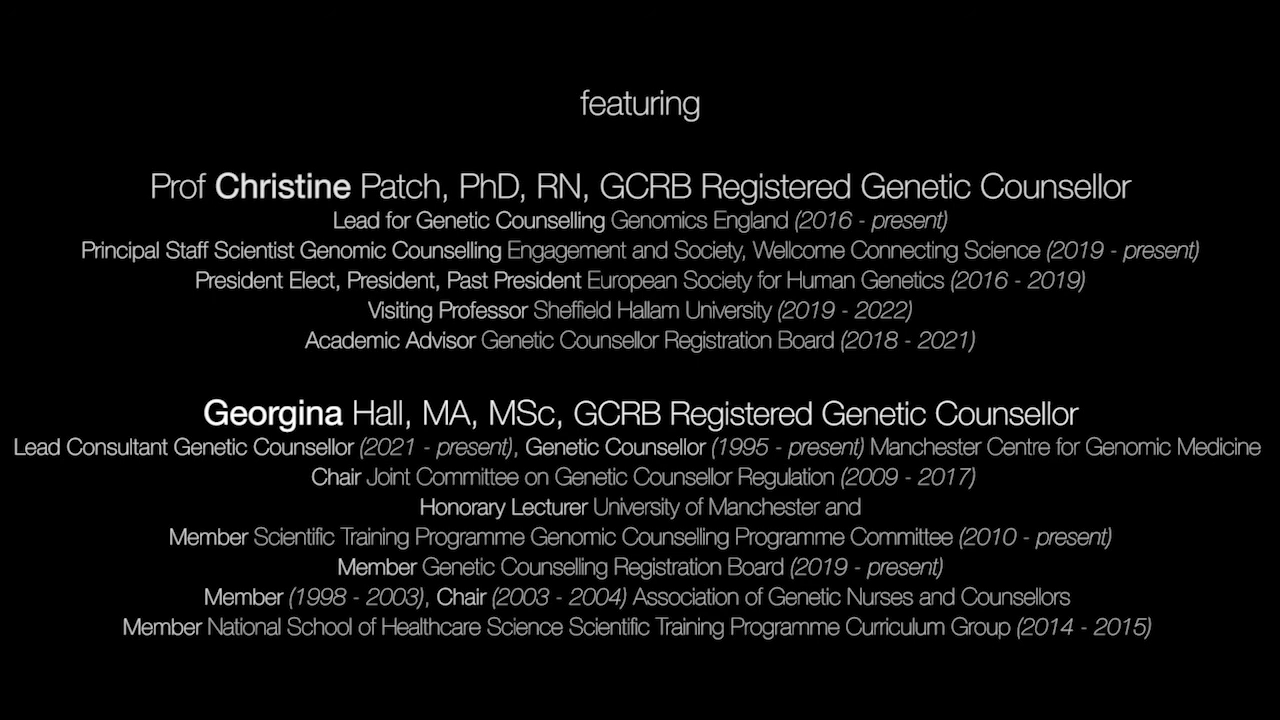 featuring
Prof Christine Patch, PhD, RN, GCRB Registered Genetic Counsellor
Lead for Genetic Counselling Genomics England (2016 - present)
Principal Staff Scientist Genomic Counselling Engagement and Society, Wellcome Connecting Science (2019 - present)
President Elect, President, Past President European Society for Human Genetics (2016 - 2019)
Visiting Professor Sheffield Hallam University (2019 - 2022)
Academic Advisor Genetic Counsellor Registration Board (2018 - 2021)
Georgina Hall, MA, MSc, GCRB Registered Genetic Counsellor
Lead Consultant Genetic Counsellor (2021 - present), Genetic Counsellor (1995 - present) Manchester Centre for Genomic Medicine
Chair Joint Committee on Genetic Counsellor Regulation (2009 - 2017)
Honorary Lecturer University of Manchester and
Member Scientific Training Programme Genomic Counselling Programme Committee (2010 - present)
Member Genetic Counselling Registration Board (2019 - present)
Member (1998 - 2003), Chair (2003 - 2004) Association of Genetic Nurses and Counsellors
Member National School of Healthcare Science Scientific Training Programme Curriculum Group (2014 - 2015)